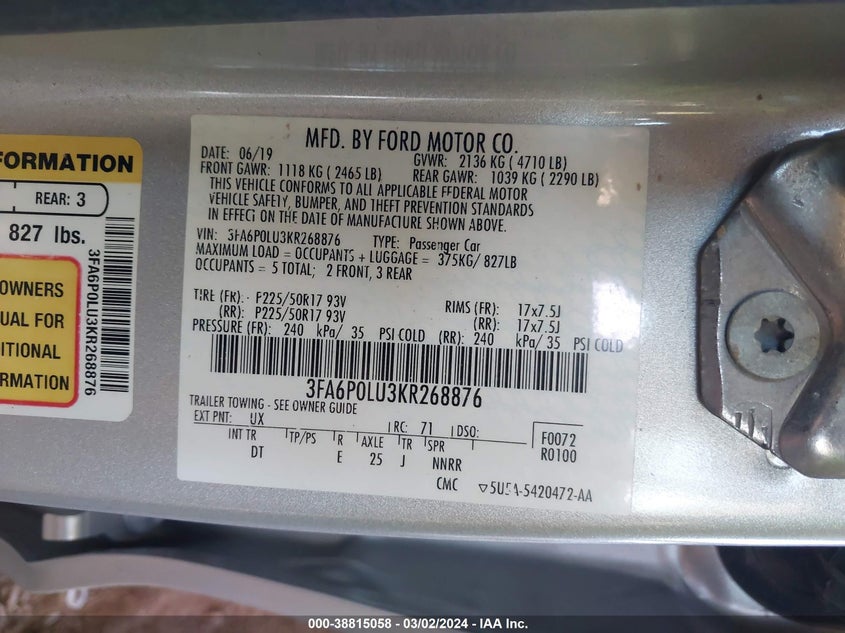 FORMATION
REAR: 3
827 lbs.
OWNERS
UAL FOR
ITIONAL
ORMATION
3FA6P0LU3KR268876
MFD. BY FORD MOTOR CO.
DATE: 06/19 GVWR: 2136 KG ( 4710 LB)
FRONT GAWR: 1118 KG ( 2465 LB) REAR GAWR: 1039 KG ( 2290 LB)
THIS VEHICLE CONFORMS TO ALL APPLICABLE FEDERAL MOTOR
VEHICLE SAFETY, BUMPER, AND THEFT PREVENTION STANDARDS
IN EFFECT ON THE DATE OF MANUFACTURE SHOWN ABOVE.
VIN: 3FA6P0LU3KR268876 TYPE: Passenger Car
MAXIMUM LOAD = OCCUPANTS + LUGGAGE = 375KG/ 827LB
OCCUPANTS = 5 TOTAL; 2 FRONT, 3 REAR
TIRE (FR): P225/50R17 93V RIMS (FR): 17x7.5J
(RR): P225/50R17 93V (RR): 17x7.5J
PRESSURE (FR): 240 kPa/ 35 PSI COLD (RR): 240 kPa/ 35 PSI COLD
3FA6P0LU3KR268876
TRAILER TOWING - SEE OWNER GUIDE
EXT PNT: UX RC: 71 DSO: F0072
INT TR TP/PS R AXLE TR SPR R0100
DT E 25 J NNRR
CMC ▽5U5A-5420472-AA
000-38815058 - 03/02/2024 - IAA Inc.